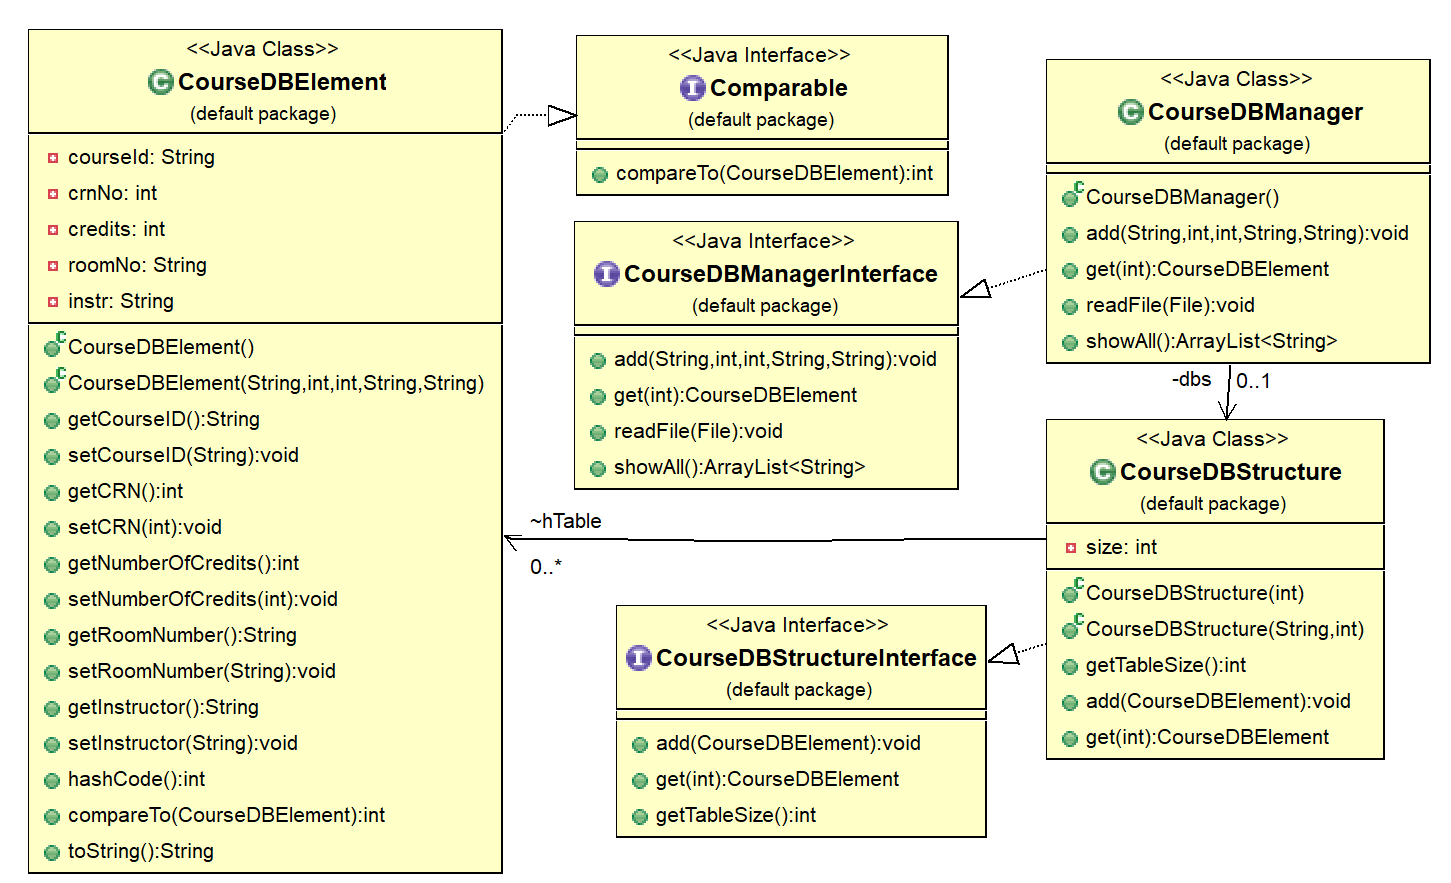 <<Java Class>>
CourseDBElement
(default package)
courseId: String
crnNo: int
credits: int
roomNo: String
instr: String
CourseDBElement()
CourseDBElement(String,int,int,String,String)
getCourseID():String
setCourseID(String):void
getCRN():int
setCRN(int):void
getNumberOfCredits():int
setNumberOfCredits(int):void
getRoomNumber():String
setRoomNumber(String):void
getInstructor():String
setInstructor(String):void
hashCode():int
compareTo(CourseDBElement):int
toString():String
<<Java Interface>>
Comparable
(default package)
compareTo(CourseDBElement):int
<<Java Interface>>
CourseDBManagerInterface
(default package)
add(String,int,int,String,String):void
get(int):CourseDBElement
readFile(File):void
showAll():ArrayList<String>
~hTable
0..*
<<Java Interface>>
CourseDBStructureInterface
(default package)
add(CourseDBElement):void
get(int):CourseDBElement
getTableSize():int
<<Java Class>>
CourseDBManager
(default package)
CourseDBManager()
add(String,int,int,String,String):void
get(int):CourseDBElement
readFile(File):void
showAll():ArrayList<String>
-dbs 0..1
<<Java Class>>
CourseDBStructure
(default package)
size: int
CourseDBStructure(int)
CourseDBStructure(String,int)
getTableSize():int
add(CourseDBElement):void
get(int):CourseDBElement